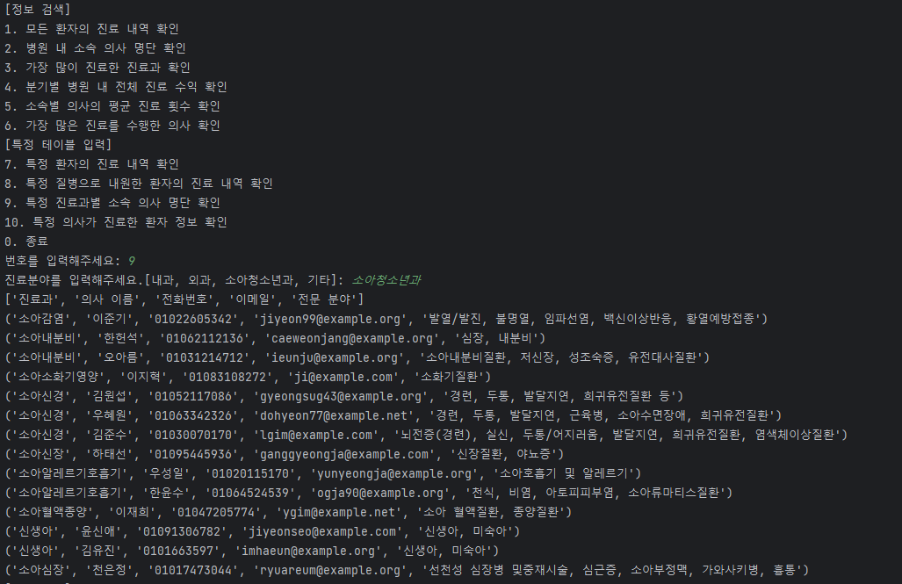 [정보 검색]
1. 모든 환자의 진료 내역 확인
2. 병원 내 소속 의사 명단 확인
3. 가장 많이 진료한 진료과 확인
4. 분기별 병원 내 전체 진료 수익 확인
5. 소속별 의사의 평균 진료 횟수 확인
6. 가장 많은 진료를 수행한 의사 확인
[특정 테이블 입력]
7. 특정 환자의 진료 내역 확인
8. 특정 질병으로 내원한 환자의 진료 내역 확인
9. 특정 진료과별 소속 의사 명단 확인
10. 특정 의사가 진료한 환자 정보 확인
0. 종료
번호를 입력해주세요: 9
진료분야를 입력해주세요.[내과, 외과, 소아청소년과, 기타]: 소아청소년과
['진료과', '의사 이름', '전화번호', '이메일', '전문 분야']
('소아감염', '이준기', '01022605342', 'jiyeon99@example.org', '발열/발진, 불명열, 임파선염, 백신이상반응, 황열예방접종')
('소아내분비', '한헌석', '01062112136', 'caeweonjang@example.org', '심장, 내분비')
('소아내분비', '오아름', '01031214712', 'ieunju@example.org', '소아내분비질환, 저신장, 성조숙증, 유전대사질환')
('소아소화기영양', '이지혁', '01083108272', 'ji@example.com', '소화기질환')
('소아신경', '김원섭', '01052117086', 'gyeongsug43@example.org', '경련, 두통, 발달지연, 희귀유전질환 등')
('소아신경', '우혜원', '01063342326', 'dohyeon77@example.net', '경련, 두통, 발달지연, 근육병, 소아수면장애, 희귀유전질환')
('소아신경', '김준수', '01030070170', 'lgim@example.com', '뇌전증(경련), 실신, 두통/어지러움, 발달지연, 희귀유전질환, 염색체이상질환')
('소아신장', '하태선', '01095445936', 'ganggyeongja@example.com', '신장질환, 야뇨증')
('소아알레르기호흡기', '우성일', '01020115170', 'yunyeongja@example.org', '소아호흡기 및 알레르기')
('소아알레르기호흡기', '한윤수', '01064524539', 'ogja90@example.org', '천식, 비염, 아토피피부염, 소아류마티스질환')
('소아혈액종양', '이재희', '01047205774', 'ygim@example.net', '소아 혈액질환, 종양질환')
('신생아', '윤신애', '01091306782', 'jiyeonseo@example.com', '신생아, 미숙아')
('신생아', '김유진', '0101663597', 'imhaeun@example.org', '신생아, 미숙아')
('소아심장', '천은정', '01017473044', 'ryuareum@example.org', '선천성 심장병 및중재시술, 심근증, 소아부정맥, 가와사키병, 흉통')